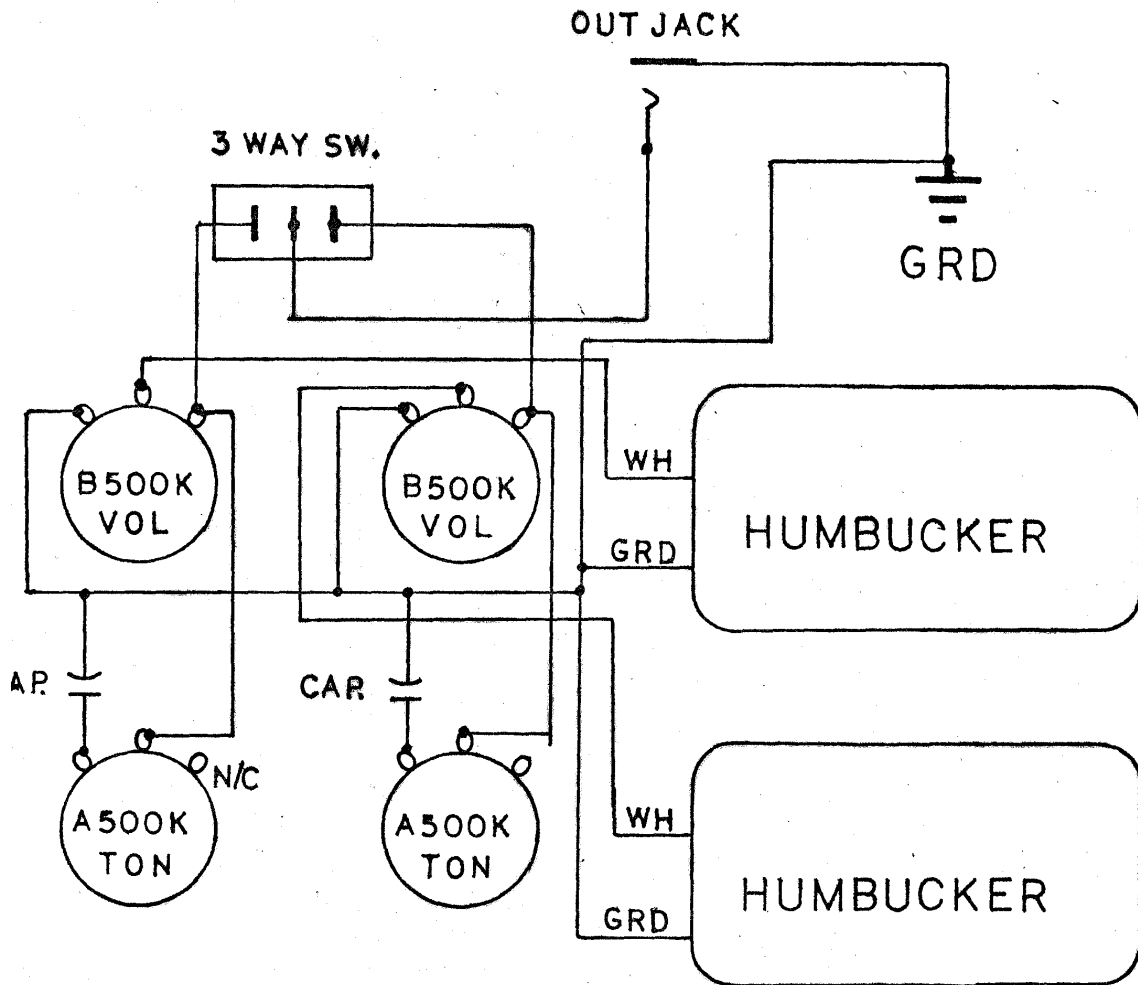 OUT JACK
3 WAY SW.
GRD
B500K
VOL
B500K
VOL
WH
HUMBUCKER
GRD
AP.
CAP.
N/C
A500K
TON
A500K
TON
WH
HUMBUCKER
GRD